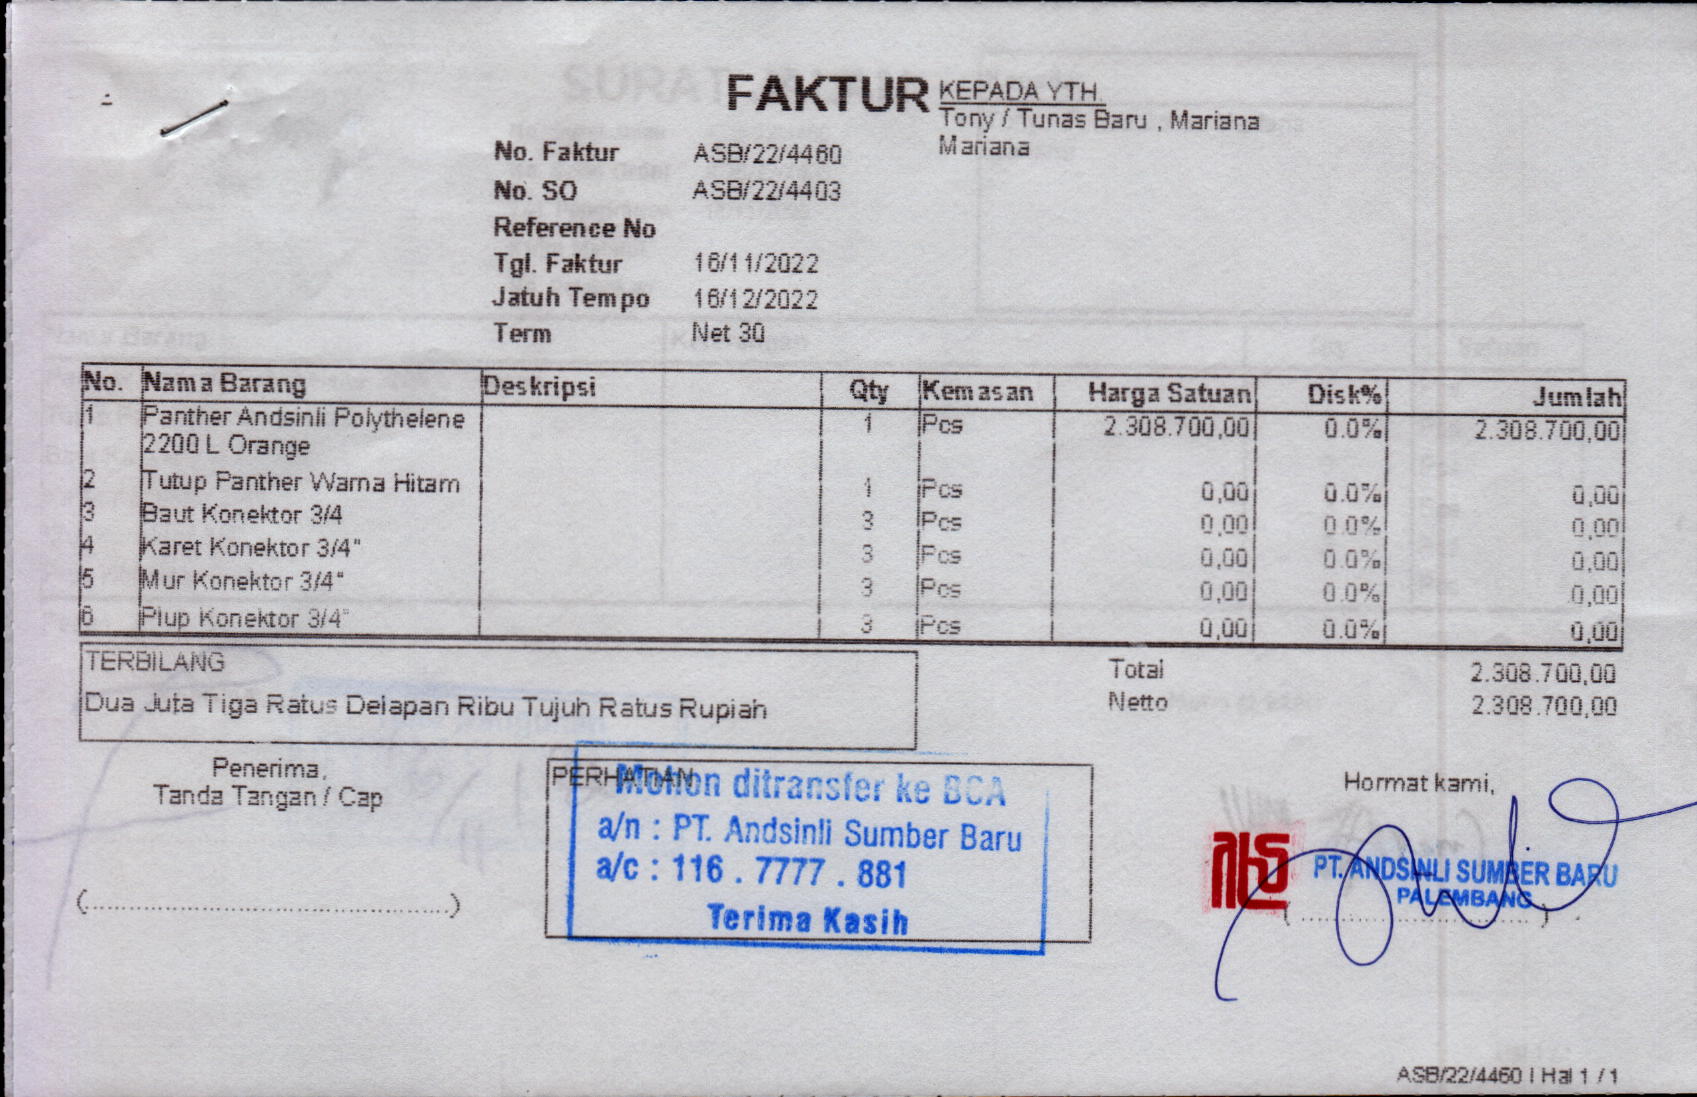 FAKTUR
KEPADA YTH.
Tony / Tunas Baru , Mariana
Mariana
No. Faktur ASB/22/4460
No. SO ASB/22/4403
Reference No
Tgl. Faktur 16/11/2022
Jatuh Tempo 16/12/2022
Term Net 30
No. Nama Barang Deskripsi Qty Kemasan Harga Satuan Disk% Jumlah
1 Panther Andsinli Polythelene 1 Pcs 2.308.700,00 0.0% 2.308.700,00
2200 L Orange
2 Tutup Panther Warna Hitam 1 Pcs 0,00 0.0% 0,00
3 Baut Konektor 3/4 3 Pcs 0,00 0.0% 0,00
4 Karet Konektor 3/4" 3 Pcs 0,00 0.0% 0,00
5 Mur Konektor 3/4" 3 Pcs 0,00 0.0% 0,00
6 Plup Konektor 3/4" 3 Pcs 0,00 0.0% 0,00
TERBILANG
Dua Juta Tiga Ratus Delapan Ribu Tujuh Ratus Rupiah
Total 2.308.700,00
Netto 2.308.700,00
Penerima,
Tanda Tangan / Cap
(........................................)
PERHATIAN
Mohon ditransfer ke BCA
a/n : PT. Andsinli Sumber Baru
a/c : 116 . 7777 . 881
Terima Kasih
Hormat kami,
PT. ANDSINLI SUMBER BARU
PALEMBANG
ASB/22/4460 | Hal 1 / 1